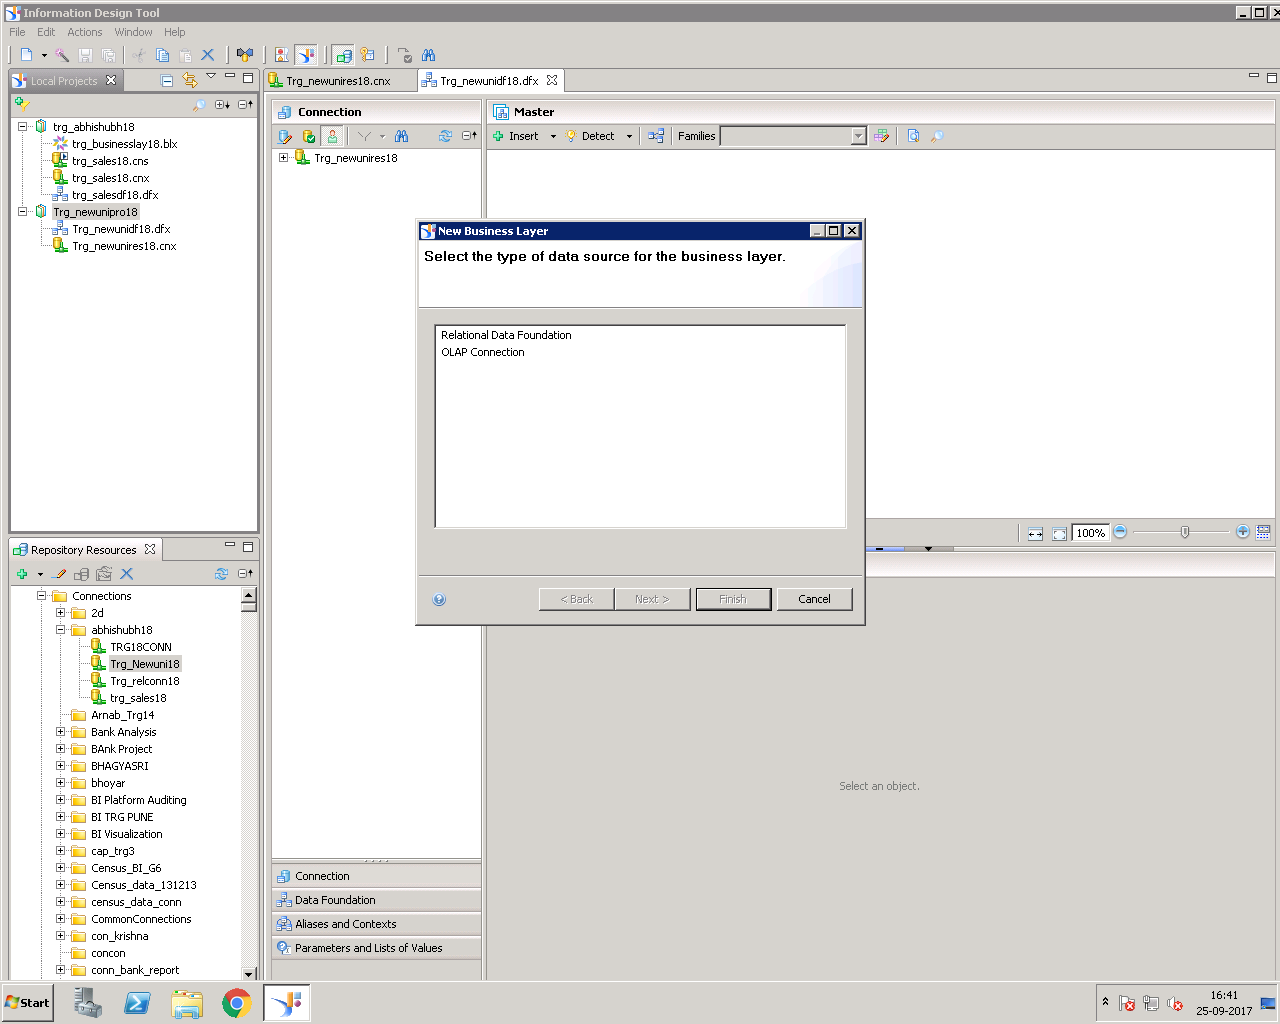 Information Design Tool
File Edit Actions Window Help
Local Projects
trg_abhishubh18
trg_businesslay18.blx
trg_sales18.cns
trg_sales18.cnx
trg_salesdf18.dfx
Trg_newunipro18
Trg_newunidf18.dfx
Trg_newunires18.cnx
Trg_newunires18.cnx
Trg_newunidf18.dfx
Connection
Trg_newunires18
Master
Insert Detect Families
New Business Layer
Select the type of data source for the business layer.
Relational Data Foundation
OLAP Connection
< Back Next > Finish Cancel
100%
Select an object.
Repository Resources
Connections
2d
abhishubh18
TRG18CONN
Trg_Newuni18
Trg_relconn18
trg_sales18
Arnab_Trg14
Bank Analysis
BAnk Project
BHAGYASRI
bhoyar
BI Platform Auditing
BI TRG PUNE
BI Visualization
cap_trg3
Census_BI_G6
Census_data_131213
census_data_conn
CommonConnections
con_krishna
concon
conn_bank_report
Connection
Data Foundation
Aliases and Contexts
Parameters and Lists of Values
Start
16:41
25-09-2017